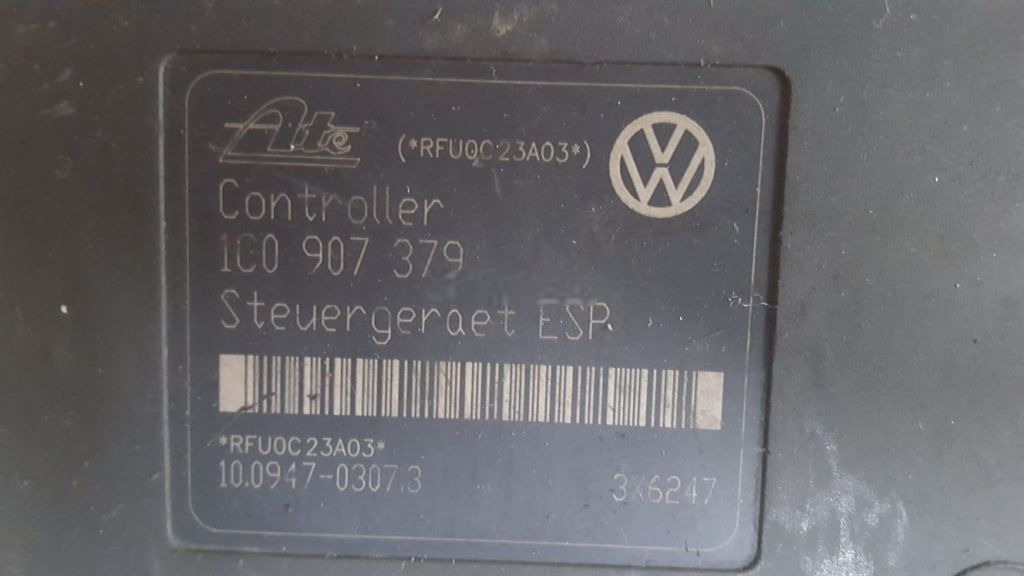 Ate (*RFU0C23A03*)
Controller
1C0 907 379
Steuergeraet ESP
*RFU0C23A03*
10.0947-0307.3 3X6247